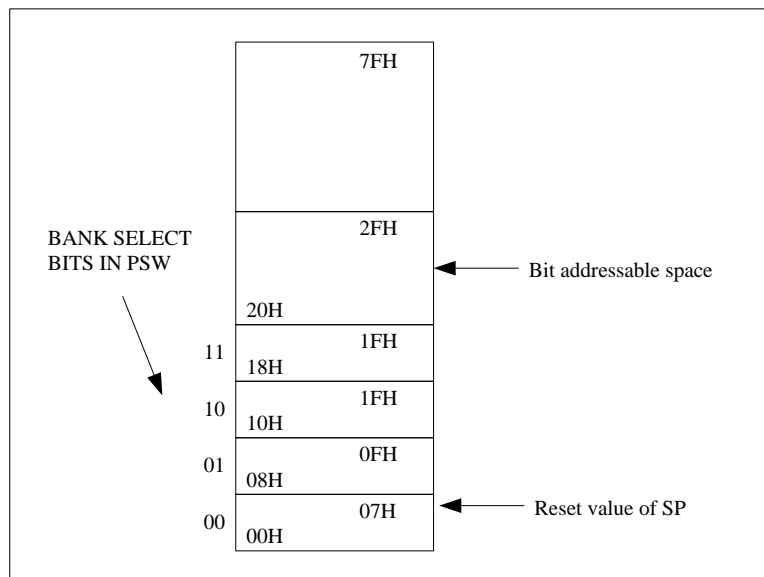 7FH
2FH
BANK SELECT
BITS IN PSW
Bit addressable space
20H
11
1FH
18H
10
1FH
10H
01
0FH
08H
00
07H
Reset value of SP
00H